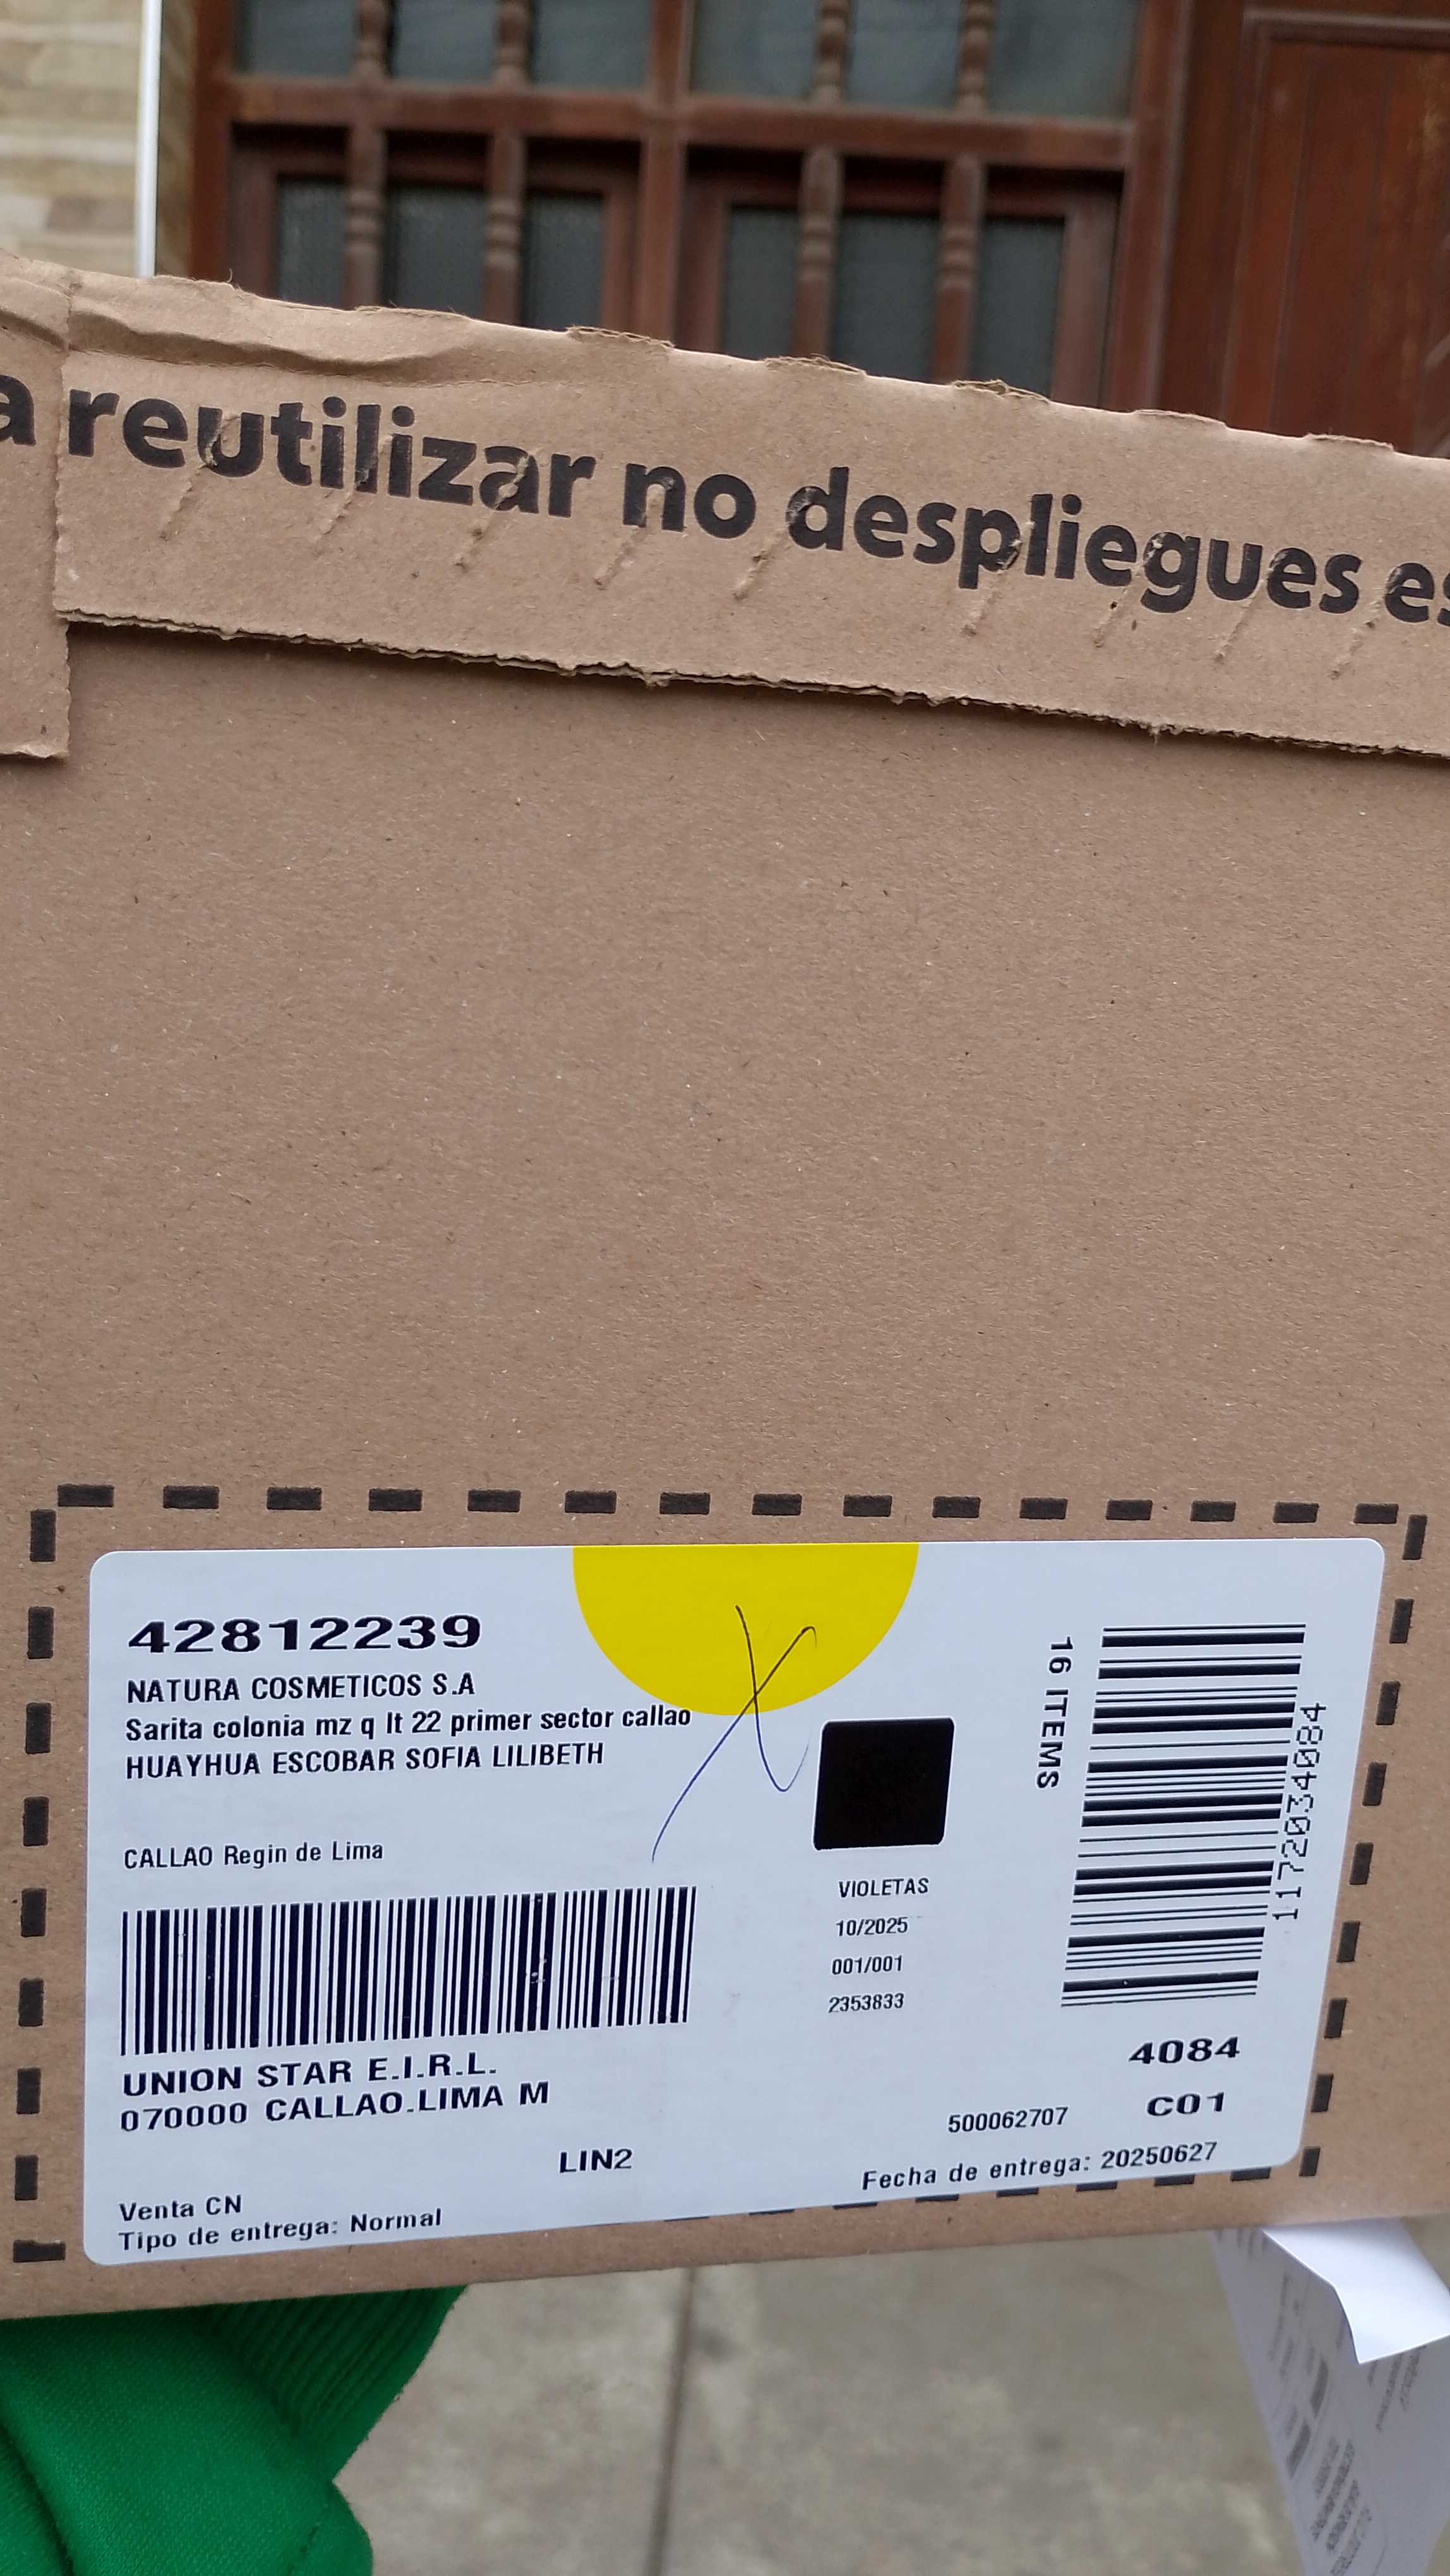 a reutilizar no despliegues es
42812239
NATURA COSMETICOS S.A
Sarita colonia mz q lt 22 primer sector callao
HUAYHUA ESCOBAR SOFIA LILIBETH
CALLAO Regin de Lima
UNION STAR E.I.R.L.
070000 CALLAO.LIMA M
LIN2
Venta CN
Tipo de entrega: Normal
VIOLETAS
10/2025
001/001
2353833
16 ITEMS
1172034084
4084
C01
500062707
Fecha de entrega: 20250627